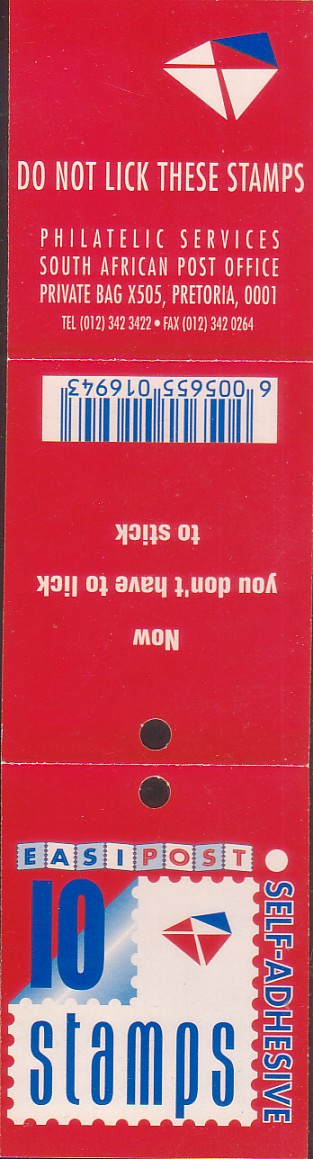 DO NOT LICK THESE STAMPS
PHILATELIC SERVICES
SOUTH AFRICAN POST OFFICE
PRIVATE BAG X505, PRETORIA, 0001
TEL (012) 342 3422 • FAX (012) 342 0264
Now
you don't have to lick
to stick
6 005655 016943
EASIPOST
10
stamps
SELF-ADHESIVE